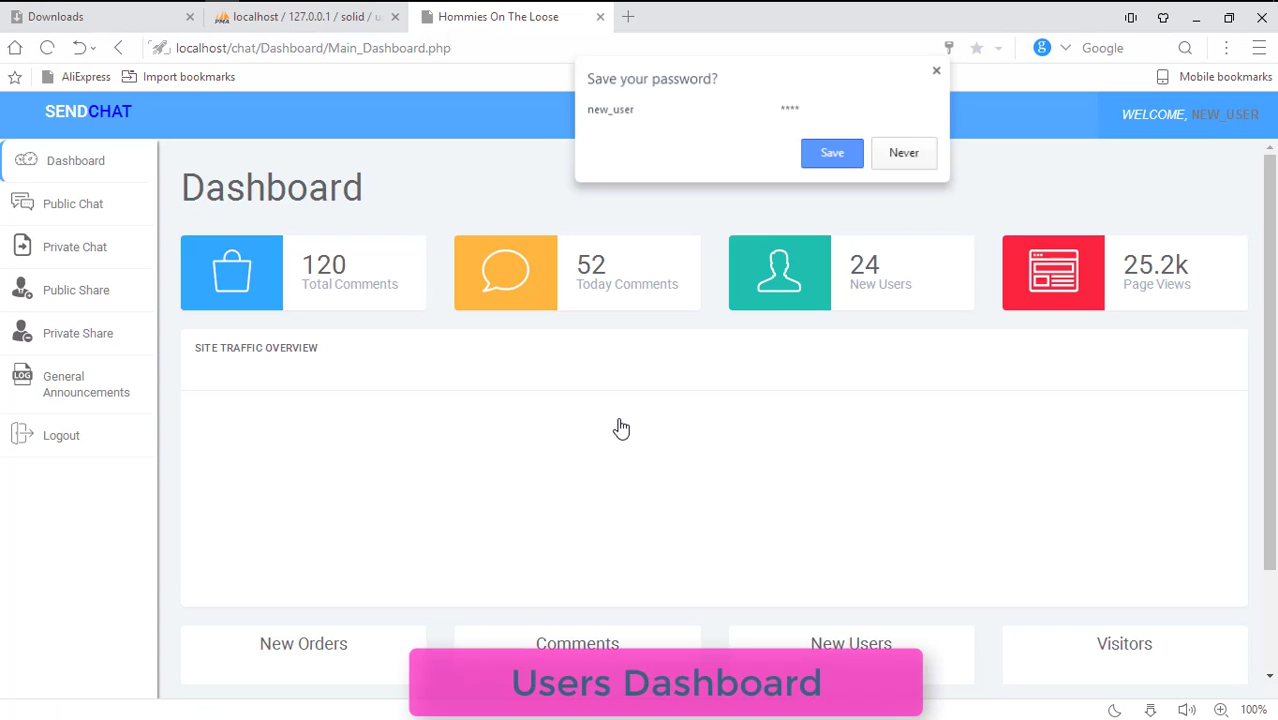 Downloads
localhost / 127.0.0.1 / solid / u
Hommies On The Loose
localhost/chat/Dashboard/Main_Dashboard.php
Google
AliExpress
Import bookmarks
Mobile bookmarks
Save your password?
new_user ****
Save
Never
SENDCHAT
WELCOME, NEW_USER
Dashboard
Public Chat
Private Chat
Public Share
Private Share
LOG
General
Announcements
Logout
Dashboard
120
Total Comments
52
Today Comments
24
New Users
25.2k
Page Views
SITE TRAFFIC OVERVIEW
New Orders
Comments
New Users
Visitors
Users Dashboard
100%